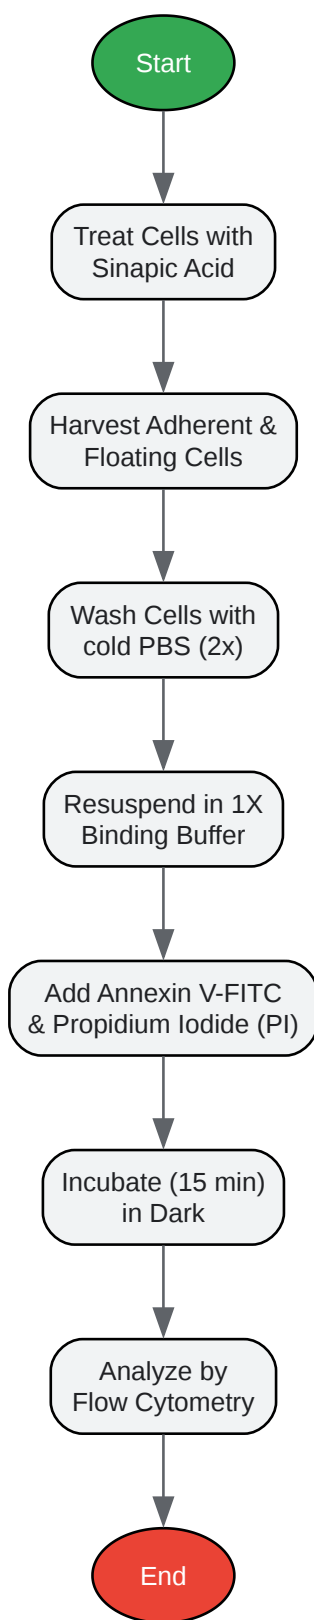 Start
Treat Cells with
Sinapic Acid
Harvest Adherent &
Floating Cells
Wash Cells with
cold PBS (2x)
Resuspend in 1X
Binding Buffer
Add Annexin V-FITC
& Propidium Iodide (PI)
Incubate (15 min)
in Dark
Analyze by
Flow Cytometry
End